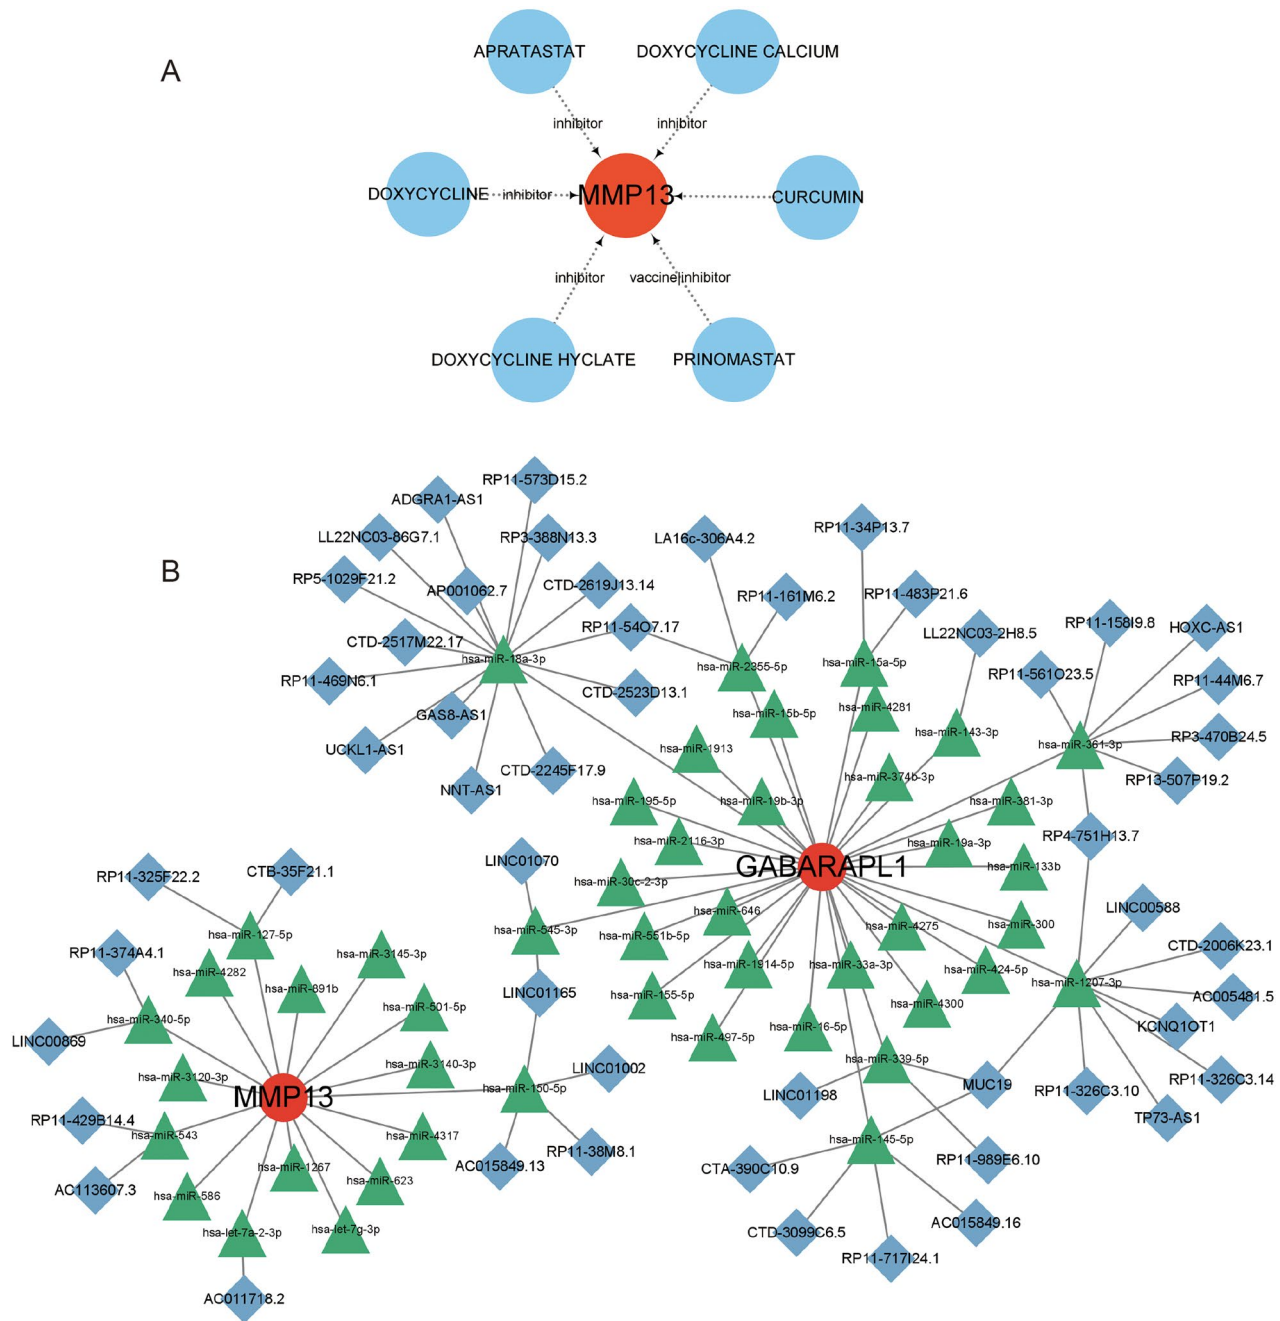 A
APRATASTAT
DOXYCYCLINE CALCIUM
inhibitor
inhibitor
DOXYCYCLINE
inhibitor
MMP13
CURCUMIN
inhibitor
vaccine|inhibitor
DOXYCYCLINE HYCLATE
PRINOMASTAT
B
RP11-573D15.2
ADGRA1-AS1
LL22NC03-86G7.1
RP3-388N13.3
LA16c-306A4.2
RP11-34P13.7
RP5-1029F21.2
AP001062.7
CTD-2619J13.14
RP11-161M6.2
RP11-483P21.6
CTD-2517M22.17
RP11-54O7.17
LL22NC03-2H8.5
RP11-158I9.8
HOXC-AS1
hsa-miR-18a-3p
hsa-miR-2355-5p
hsa-miR-15a-5p
RP11-469N6.1
CTD-2523D13.1
RP11-561O23.5
RP11-44M6.7
GAS8-AS1
hsa-miR-15b-5p
hsa-miR-4281
UCKL1-AS1
hsa-miR-1913
hsa-miR-143-3p
hsa-miR-361-3p
RP3-470B24.5
NNT-AS1
CTD-2245F17.9
hsa-miR-374b-3p
RP13-507P19.2
hsa-miR-195-5p
hsa-miR-19b-3p
hsa-miR-381-3p
hsa-miR-2116-3p
hsa-miR-19a-3p
RP4-751H13.7
LINC01070
GABARAPL1
hsa-miR-133b
RP11-325F22.2
CTB-35F21.1
hsa-miR-30c-2-3p
hsa-miR-646
LINC00588
hsa-miR-127-5p
hsa-miR-545-3p
hsa-miR-551b-5p
hsa-miR-4275
hsa-miR-300
RP11-374A4.1
hsa-miR-3145-3p
CTD-2006K23.1
hsa-miR-4282
hsa-miR-1914-5p
hsa-miR-33a-3p
hsa-miR-424-5p
hsa-miR-1207-3p
hsa-miR-891b
LINC01165
hsa-miR-155-5p
hsa-miR-4300
AC005481.5
hsa-miR-340-5p
hsa-miR-501-5p
hsa-miR-497-5p
hsa-miR-16-5p
KCNQ1OT1
LINC00869
hsa-miR-3120-3p
hsa-miR-3140-3p
LINC01002
hsa-miR-339-5p
MMP13
hsa-miR-150-5p
LINC01198
MUC19
RP11-326C3.10
RP11-326C3.14
RP11-429B14.4
hsa-miR-543
hsa-miR-4317
hsa-miR-145-5p
TP73-AS1
RP11-38M8.1
AC015849.13
hsa-miR-1267
hsa-miR-623
CTA-390C10.9
RP11-989E6.10
AC113607.3
hsa-miR-586
hsa-let-7a-2-3p
hsa-let-7g-3p
CTD-3099C6.5
AC015849.16
RP11-717I24.1
AC011718.2